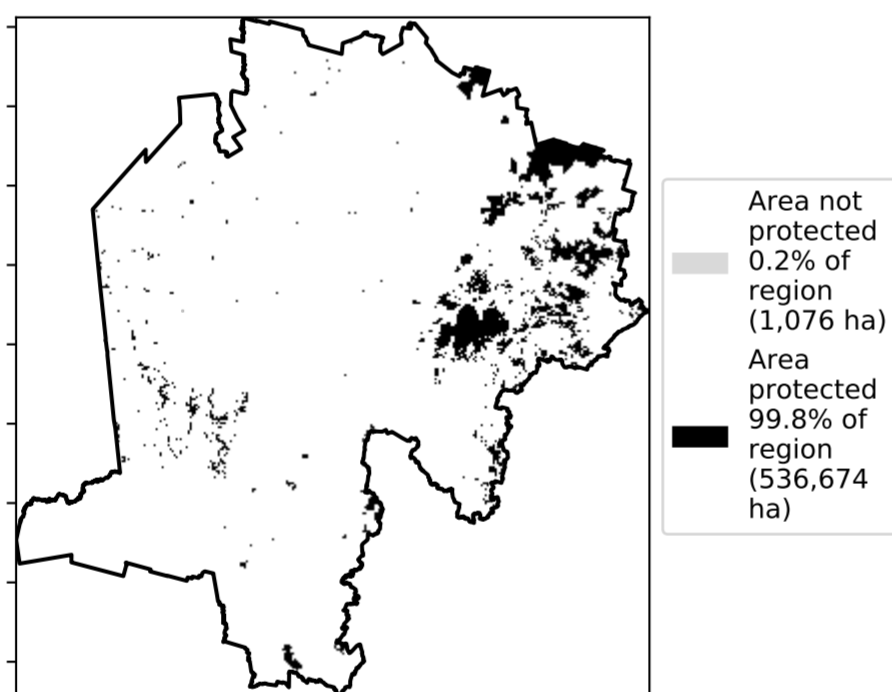 Area not
protected
0.2% of
region
(1,076 ha)
Area
protected
99.8% of
region
(536,674
ha)